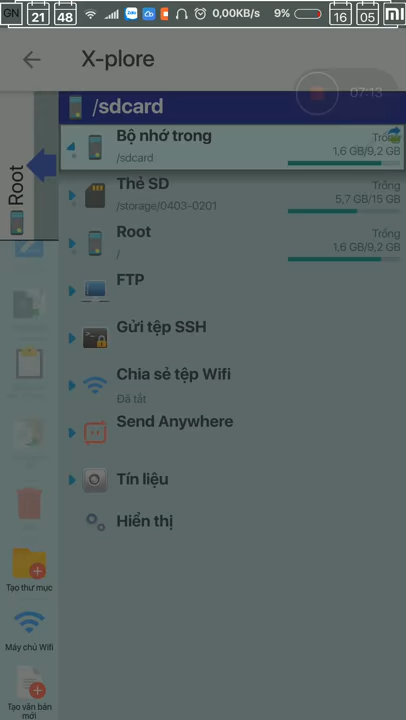 GN 21 48 Zalo 0,00KB/s 9% 16 05
X-plore
07:13
/sdcard
Bộ nhớ trong
Trống
/sdcard
1,6 GB/9,2 GB
Thẻ SD
Trống
/storage/0403-0201
5,7 GB/15 GB
Root
Trống
/
1,6 GB/9,2 GB
FTP
Gửi tệp SSH
Chia sẻ tệp Wifi
Đã tắt
Send Anywhere
Tín liệu
Hiển thị
Root
Tạo thư mục
Máy chủ Wifi
Tạo văn bản
mới